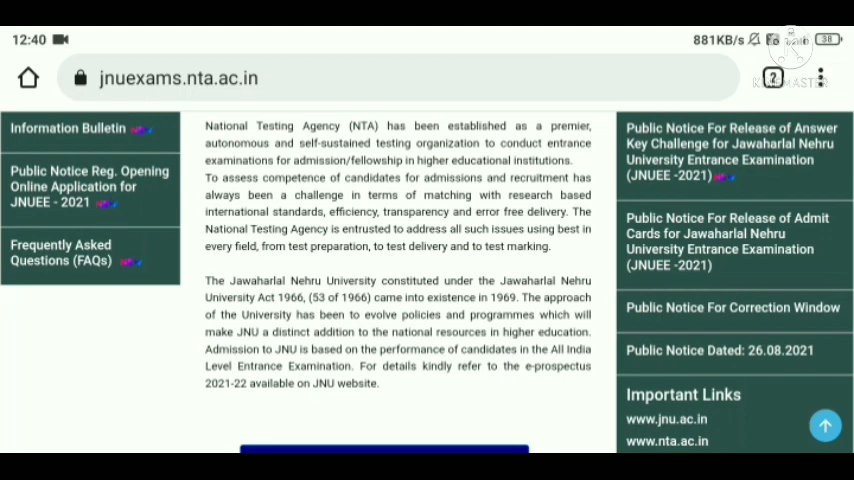 12:40
881KB/s
38
jnuexams.nta.ac.in
2
KINEMASTER
Information Bulletin
Public Notice Reg. Opening
Online Application for
JNUEE - 2021
Frequently Asked
Questions (FAQs)
National Testing Agency (NTA) has been established as a premier,
autonomous and self-sustained testing organization to conduct entrance
examinations for admission/fellowship in higher educational institutions.
To assess competence of candidates for admissions and recruitment has
always been a challenge in terms of matching with research based
international standards, efficiency, transparency and error free delivery. The
National Testing Agency is entrusted to address all such issues using best in
every field, from test preparation, to test delivery and to test marking.
The Jawaharlal Nehru University constituted under the Jawaharlal Nehru
University Act 1966, (53 of 1966) came into existence in 1969. The approach
of the University has been to evolve policies and programmes which will
make JNU a distinct addition to the national resources in higher education.
Admission to JNU is based on the performance of candidates in the All India
Level Entrance Examination. For details kindly refer to the e-prospectus
2021-22 available on JNU website.
Public Notice For Release of Answer
Key Challenge for Jawaharlal Nehru
University Entrance Examination
(JNUEE -2021)
Public Notice For Release of Admit
Cards for Jawaharlal Nehru
University Entrance Examination
(JNUEE -2021)
Public Notice For Correction Window
Public Notice Dated: 26.08.2021
Important Links
www.jnu.ac.in
www.nta.ac.in